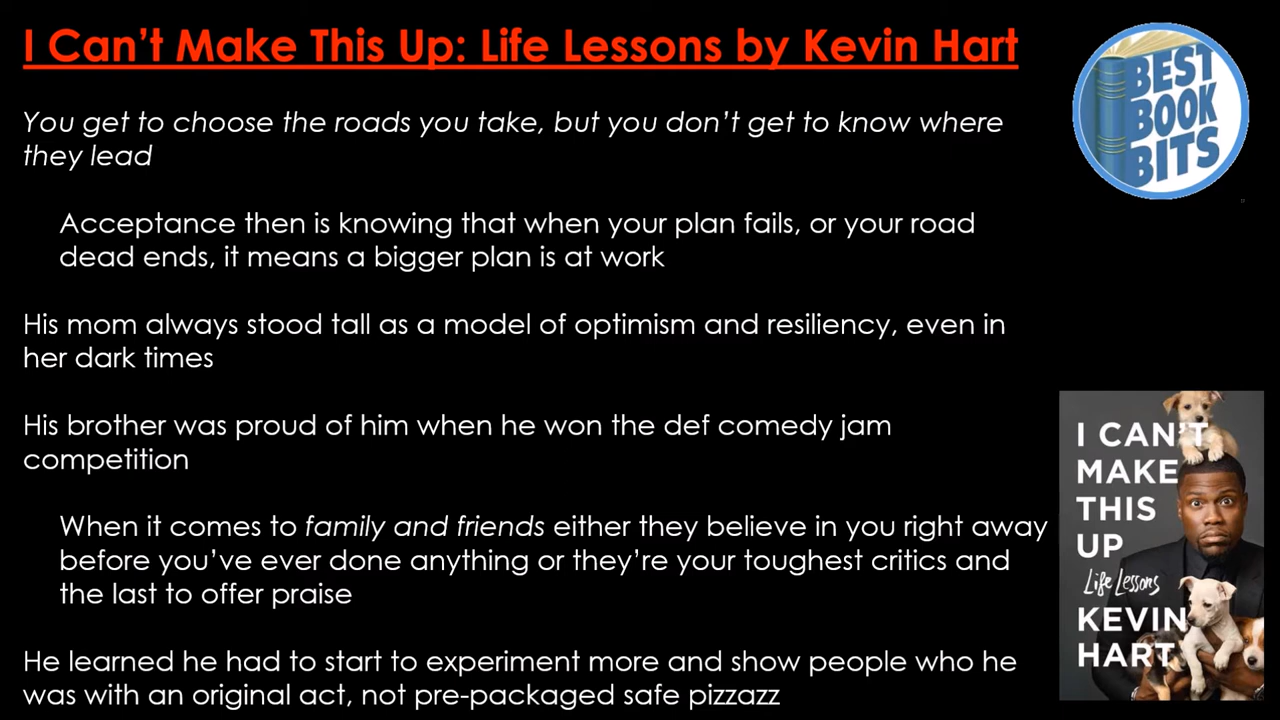 I Can’t Make This Up: Life Lessons by Kevin Hart
You get to choose the roads you take, but you don’t get to know where
they lead
Acceptance then is knowing that when your plan fails, or your road
dead ends, it means a bigger plan is at work
His mom always stood tall as a model of optimism and resiliency, even in
her dark times
His brother was proud of him when he won the def comedy jam
competition
When it comes to family and friends either they believe in you right away
before you’ve ever done anything or they’re your toughest critics and
the last to offer praise
He learned he had to start to experiment more and show people who he
was with an original act, not pre-packaged safe pizzazz
BEST
BOOK
BITS
I CAN’T
MAKE
THIS
UP
Life Lessons
KEVIN
HART